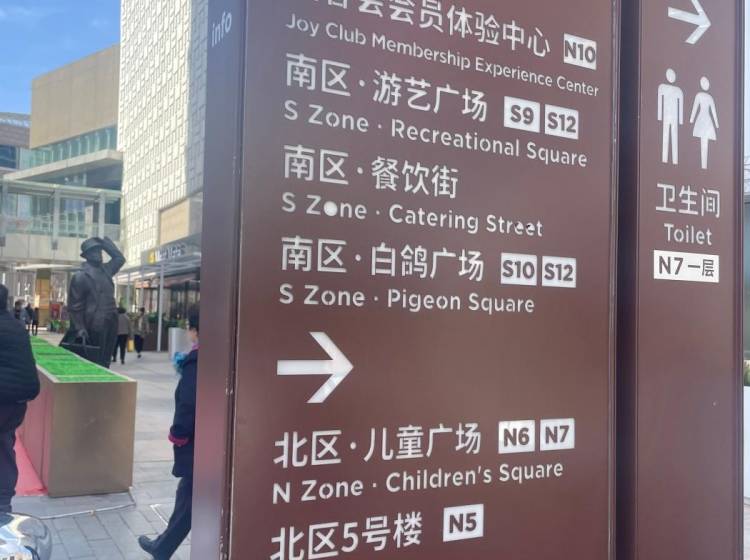 info
会员体验中心 N10
Joy Club Membership Experience Center
南区·游艺广场 S9 S12
S Zone · Recreational Square
南区·餐饮街
S Zone · Catering Street
南区·白鸽广场 S10 S12
S Zone · Pigeon Square
北区·儿童广场 N6 N7
N Zone · Children's Square
北区5号楼 N5
卫生间
Toilet
N7 一层